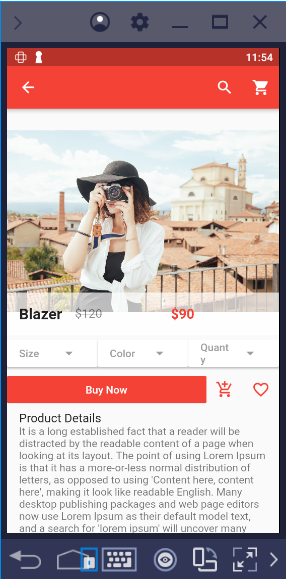 11:54
Blazer $120 $90
Size Color Quant
y
Buy Now
Product Details
It is a long established fact that a reader will be
distracted by the readable content of a page when
looking at its layout. The point of using Lorem Ipsum
is that it has a more-or-less normal distribution of
letters, as opposed to using 'Content here, content
here', making it look like readable English. Many
desktop publishing packages and web page editors
now use Lorem Ipsum as their default model text,
and a search for 'lorem ipsum' will uncover many